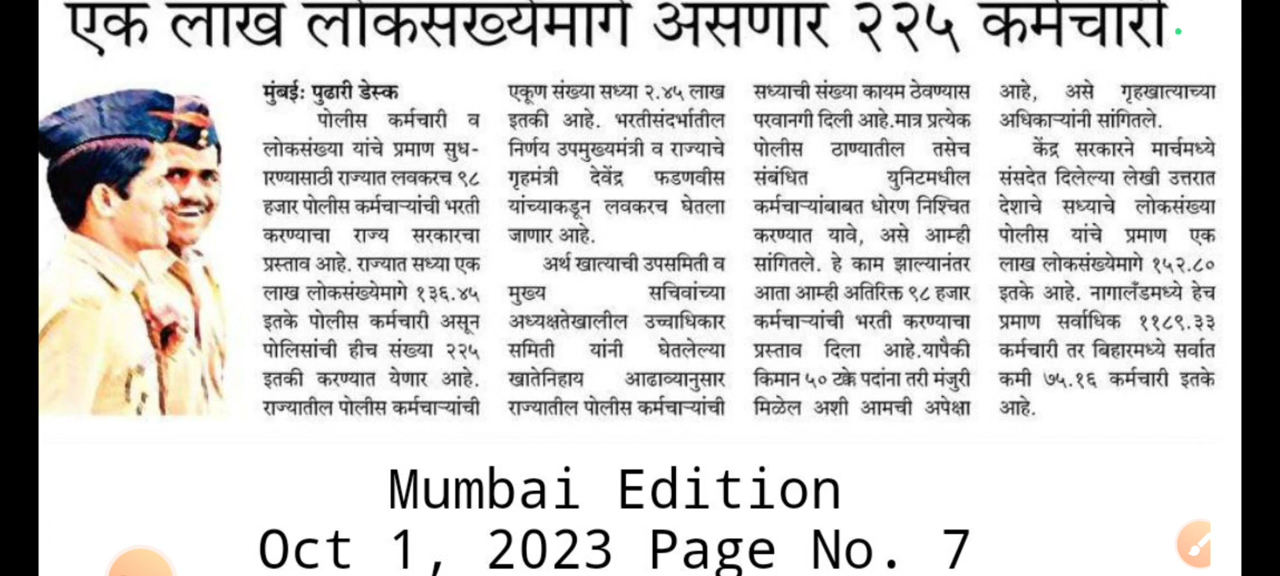 एक लाख लोकसंख्येमागे असणार २२५ कर्मचारी
मुंबई: पुढारी डेस्क
पोलीस कर्मचारी व
लोकसंख्या यांचे प्रमाण सुध-
ारण्यासाठी राज्यात लवकरच ९८
हजार पोलीस कर्मचाऱ्यांची भरती
करण्याचा राज्य सरकारचा
प्रस्ताव आहे. राज्यात सध्या एक
लाख लोकसंख्येमागे १३६.४५
इतके पोलीस कर्मचारी असून
पोलिसांची हीच संख्या २२५
इतकी करण्यात येणार आहे.
राज्यातील पोलीस कर्मचाऱ्यांची
एकूण संख्या सध्या २.४५ लाख
इतकी आहे. भरतीसंदर्भातील
निर्णय उपमुख्यमंत्री व राज्याचे
गृहमंत्री देवेंद्र फडणवीस
यांच्याकडून लवकरच घेतला
जाणार आहे.
अर्थ खात्याची उपसमिती व
मुख्य सचिवांच्या
अध्यक्षतेखालील उच्चाधिकार
समिती यांनी घेतलेल्या
खातेनिहाय आढाव्यानुसार
राज्यातील पोलीस कर्मचाऱ्यांची
सध्याची संख्या कायम ठेवण्यास
परवानगी दिली आहे.मात्र प्रत्येक
पोलीस ठाण्यातील तसेच
संबंधित युनिटमधील
कर्मचाऱ्यांबाबत धोरण निश्चित
करण्यात यावे, असे आम्ही
सांगितले. हे काम झाल्यानंतर
आता आम्ही अतिरिक्त ९८ हजार
कर्मचाऱ्यांची भरती करण्याचा
प्रस्ताव दिला आहे.यापैकी
किमान ५० टक्के पदांना तरी मंजुरी
मिळेल अशी आमची अपेक्षा
आहे, असे गृहखात्याच्या
अधिकाऱ्यांनी सांगितले.
केंद्र सरकारने मार्चमध्ये
संसदेत दिलेल्या लेखी उत्तरात
देशाचे सध्याचे लोकसंख्या
पोलीस यांचे प्रमाण एक
लाख लोकसंख्येमागे १५२.८०
इतके आहे. नागालँडमध्ये हेच
प्रमाण सर्वाधिक ११८९.३३
कर्मचारी तर बिहारमध्ये सर्वात
कमी ७५.१६ कर्मचारी इतके
आहे.
Mumbai Edition
Oct 1, 2023 Page No. 7